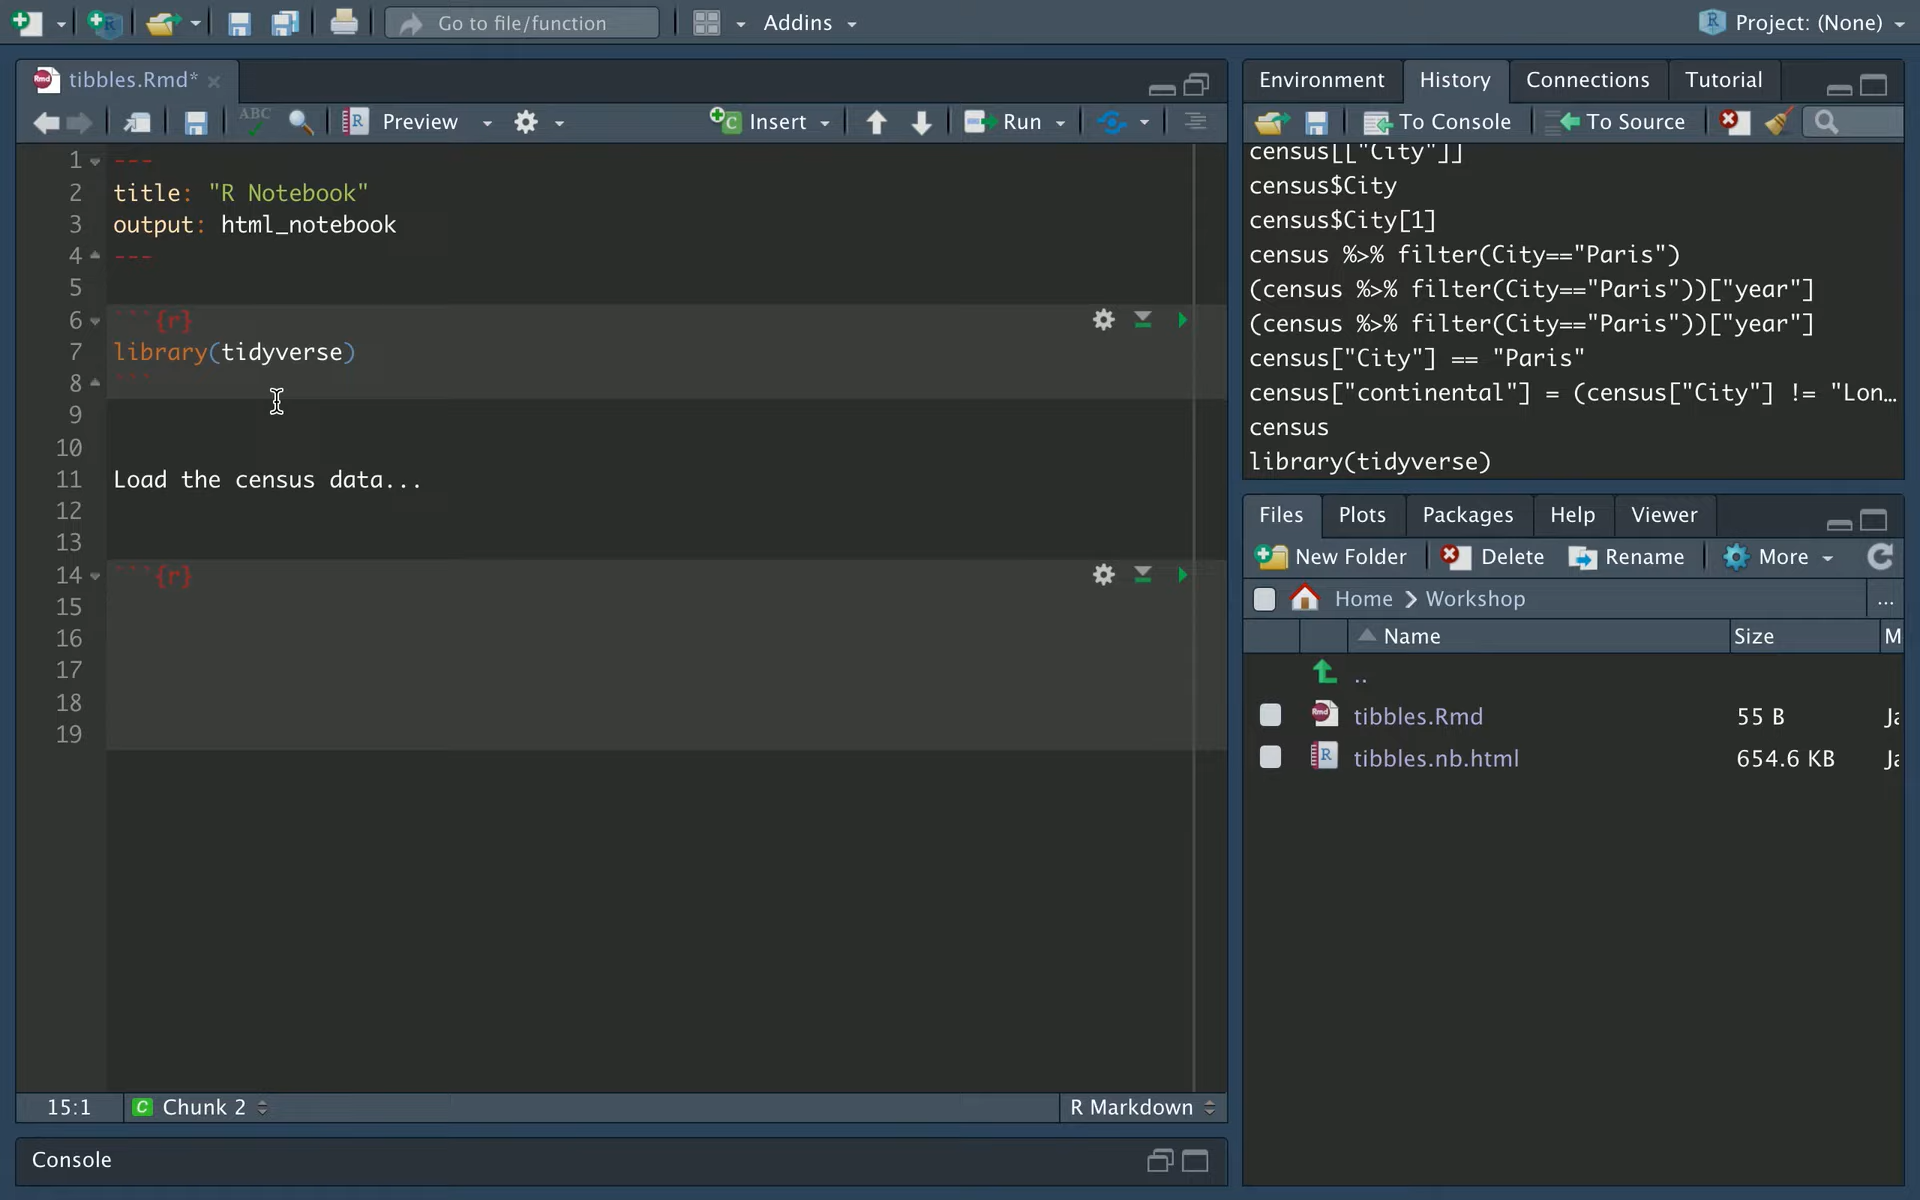 Go to file/function
Addins
Project: (None)
tibbles.Rmd*
ABC
Preview
Insert
Run
1 ---
2 title: "R Notebook"
3 output: html_notebook
4 ---
5
6 ```{r}
7 library(tidyverse)
8 ```
9
10
11 Load the census data...
12
13
14 ```{r}
15
16
17
18
19
15:1
Chunk 2
R Markdown
Console
Environment
History
Connections
Tutorial
To Console
To Source
census[["City"]]
census$City
census$City[1]
census %>% filter(City=="Paris")
(census %>% filter(City=="Paris"))["year"]
(census %>% filter(City=="Paris"))["year"]
census["City"] == "Paris"
census["continental"] = (census["City"] != "Lon…
census
library(tidyverse)
Files
Plots
Packages
Help
Viewer
New Folder
Delete
Rename
More
Home
Workshop
...
Name
Size
M
..
tibbles.Rmd
55 B
Ja
tibbles.nb.html
654.6 KB
Ja